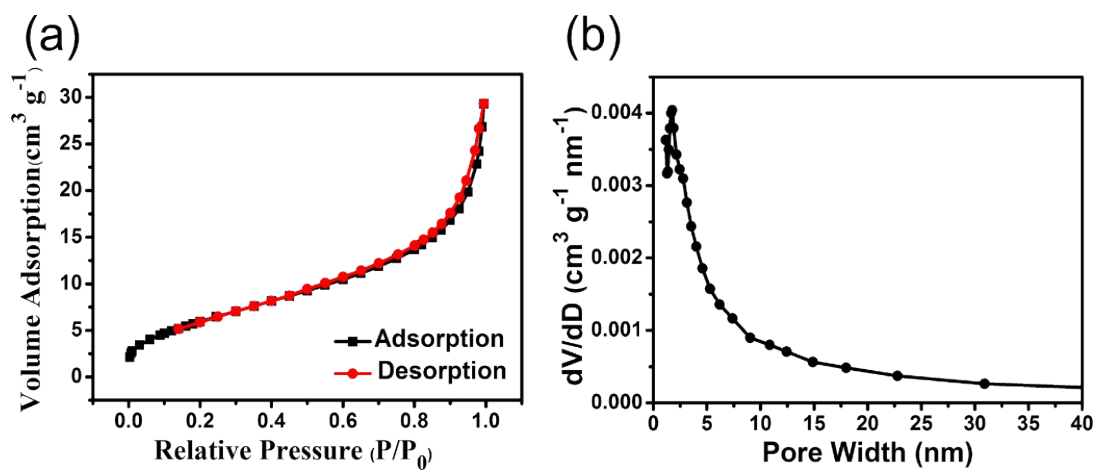 (a)
Volume Adsorption(cm³ g⁻¹)
30
25
20
15
10
5
0
Adsorption
Desorption
0.0 0.2 0.4 0.6 0.8 1.0
Relative Pressure (P/P₀)
(b)
dV/dD (cm³ g⁻¹ nm⁻¹)
0.004
0.003
0.002
0.001
0.000
0 5 10 15 20 25 30 35 40
Pore Width (nm)